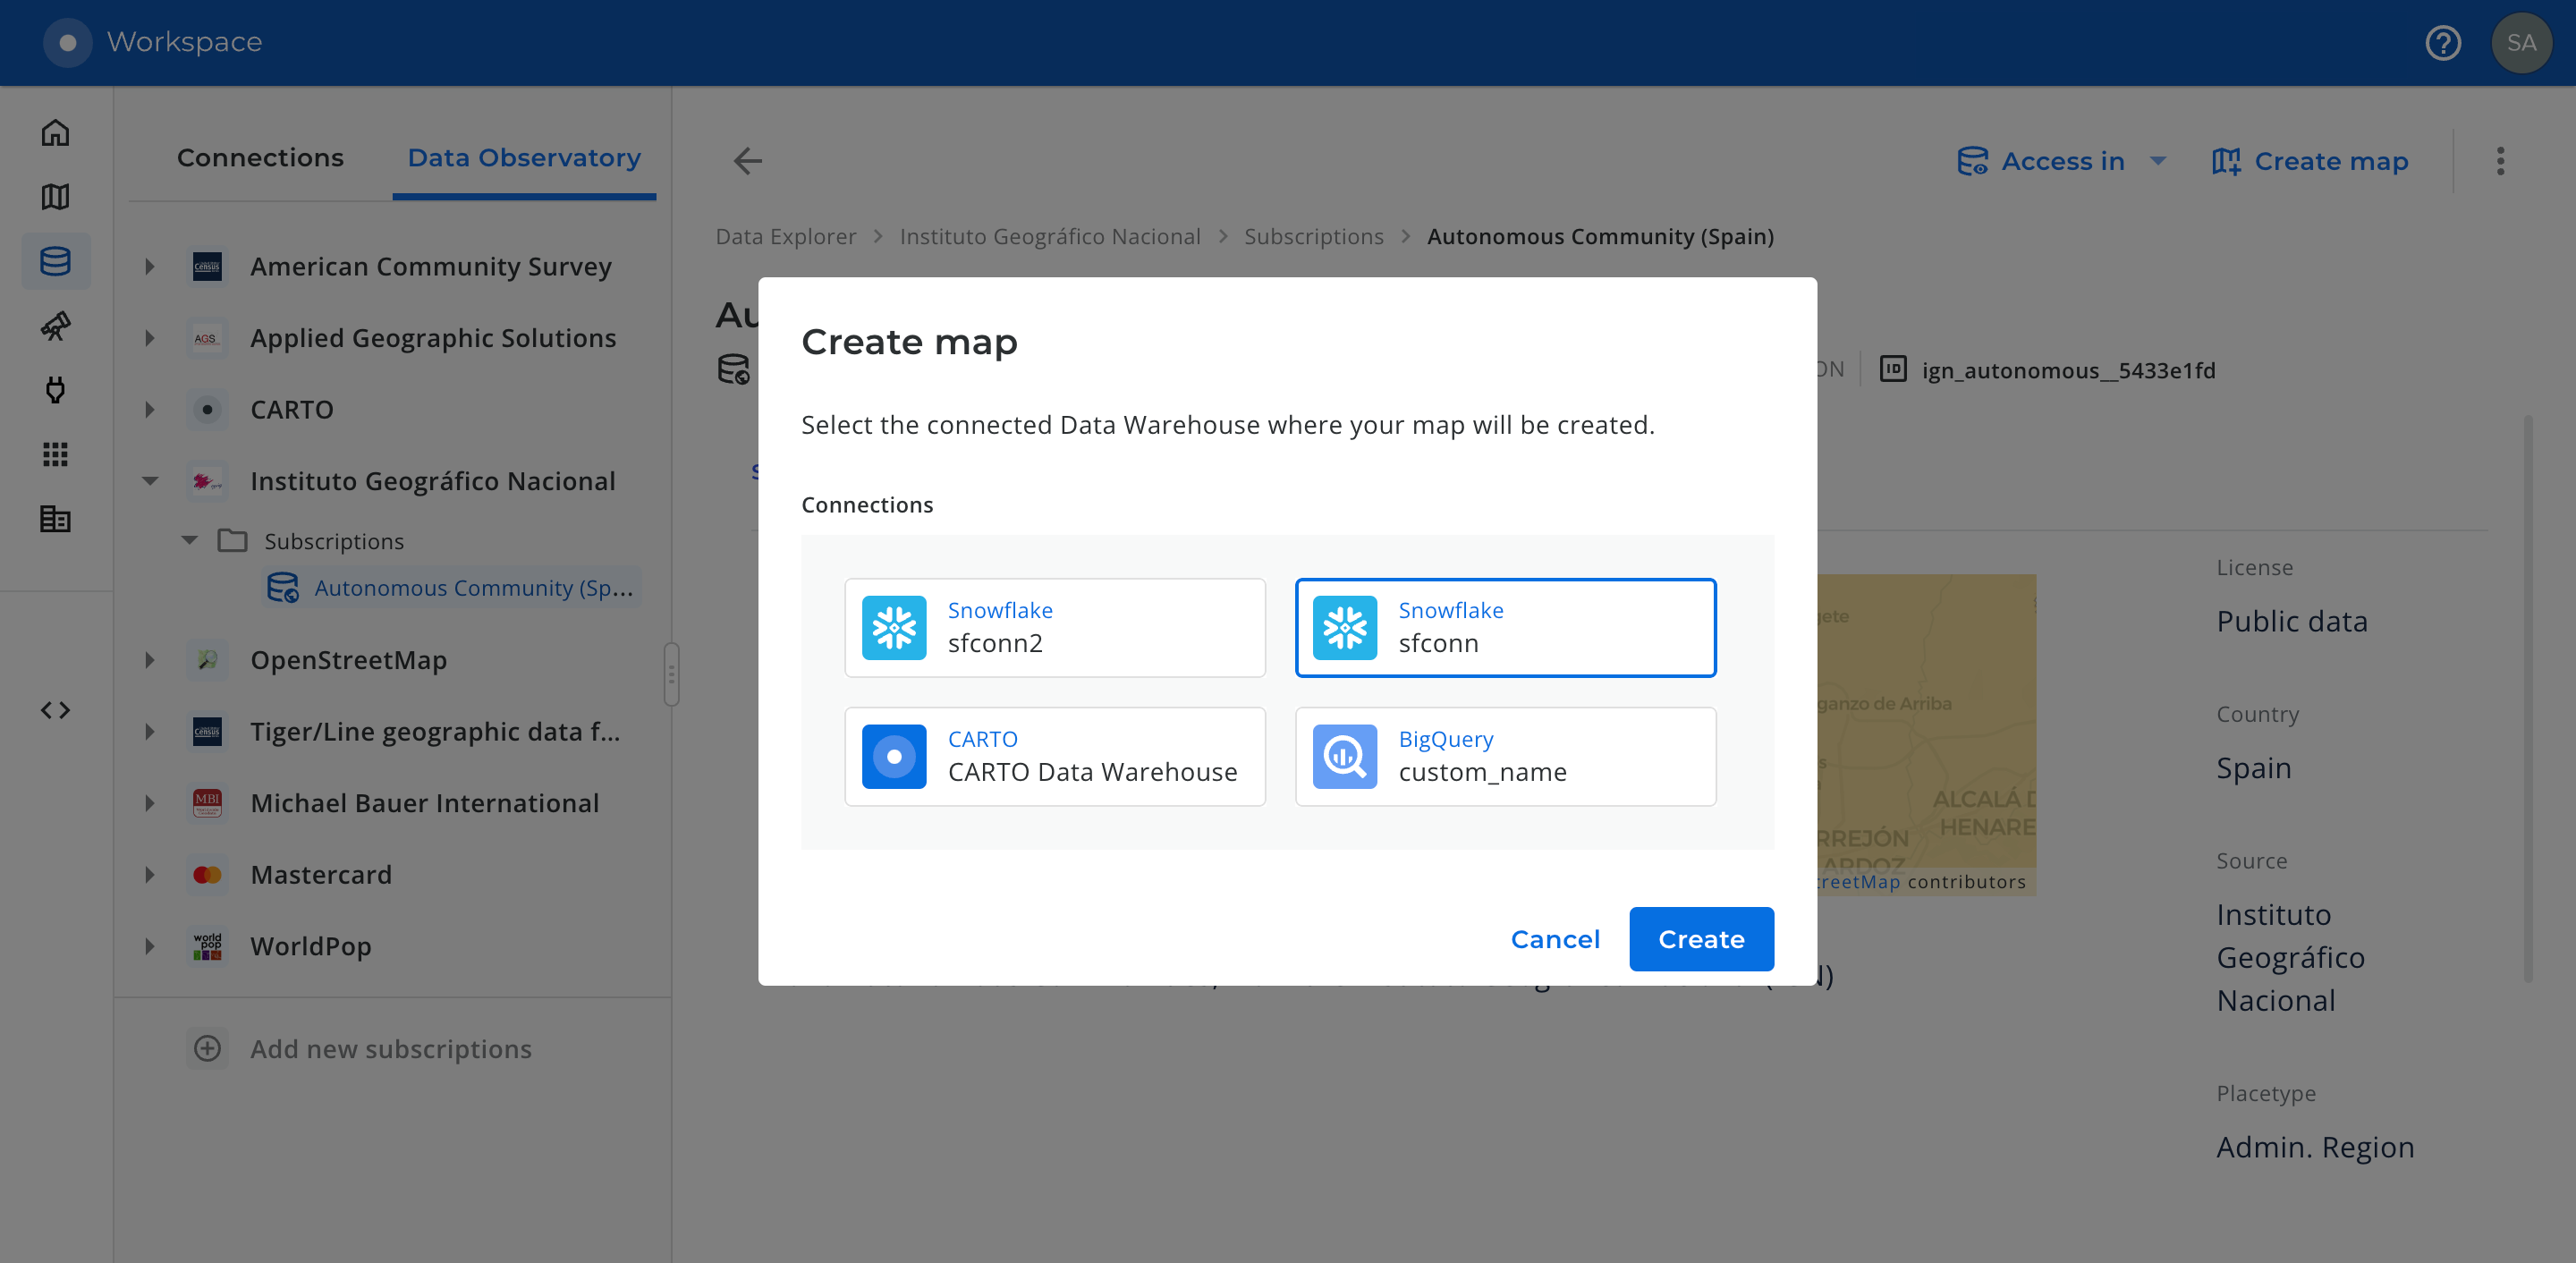 Workspace
SA
Connections
Data Observatory
Access in
Create map
Data Explorer
Instituto Geográfico Nacional
Subscriptions
Autonomous Community (Spain)
American Community Survey
Applied Geographic Solutions
CARTO
Instituto Geográfico Nacional
Subscriptions
Autonomous Community (Sp...
OpenStreetMap
Tiger/Line geographic data f...
Michael Bauer International
Mastercard
WorldPop
Add new subscriptions
ID ign_autonomous__5433e1fd
Create map
Select the connected Data Warehouse where your map will be created.
Connections
Snowflake
sfconn2
Snowflake
sfconn
CARTO
CARTO Data Warehouse
BigQuery
custom_name
Cancel
Create
contributors
License
Public data
Country
Spain
Source
Instituto
Geográfico
Nacional
Placetype
Admin. Region